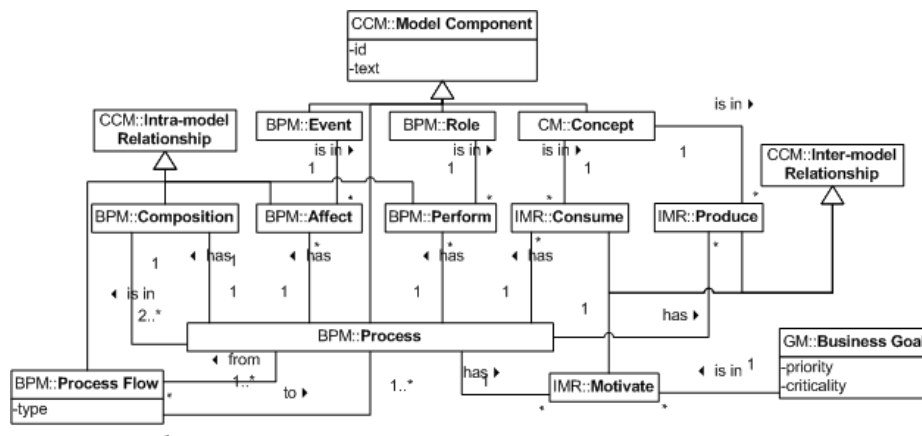 CCM::Model Component
-id
-text
is in ▸
CCM::Intra-model
Relationship
BPM::Event
BPM::Role
CM::Concept
CCM::Inter-model
Relationship
is in ▸
is in ▸
is in ▸
1
1
1
1
*
*
*
*
BPM::Composition
BPM::Affect
BPM::Perform
IMR::Consume
IMR::Produce
*
*
*
*
1
◂ has
1
◂ has
◂ has
◂ has
◂ is in
1
1
1
1
1
2..*
has ▸
BPM::Process
◂ from
1..*
to ▸
1..*
has ▸
1
◂ is in
1
GM::Business Goal
-priority
-criticality
BPM::Process Flow
-type
*
IMR::Motivate
*
*